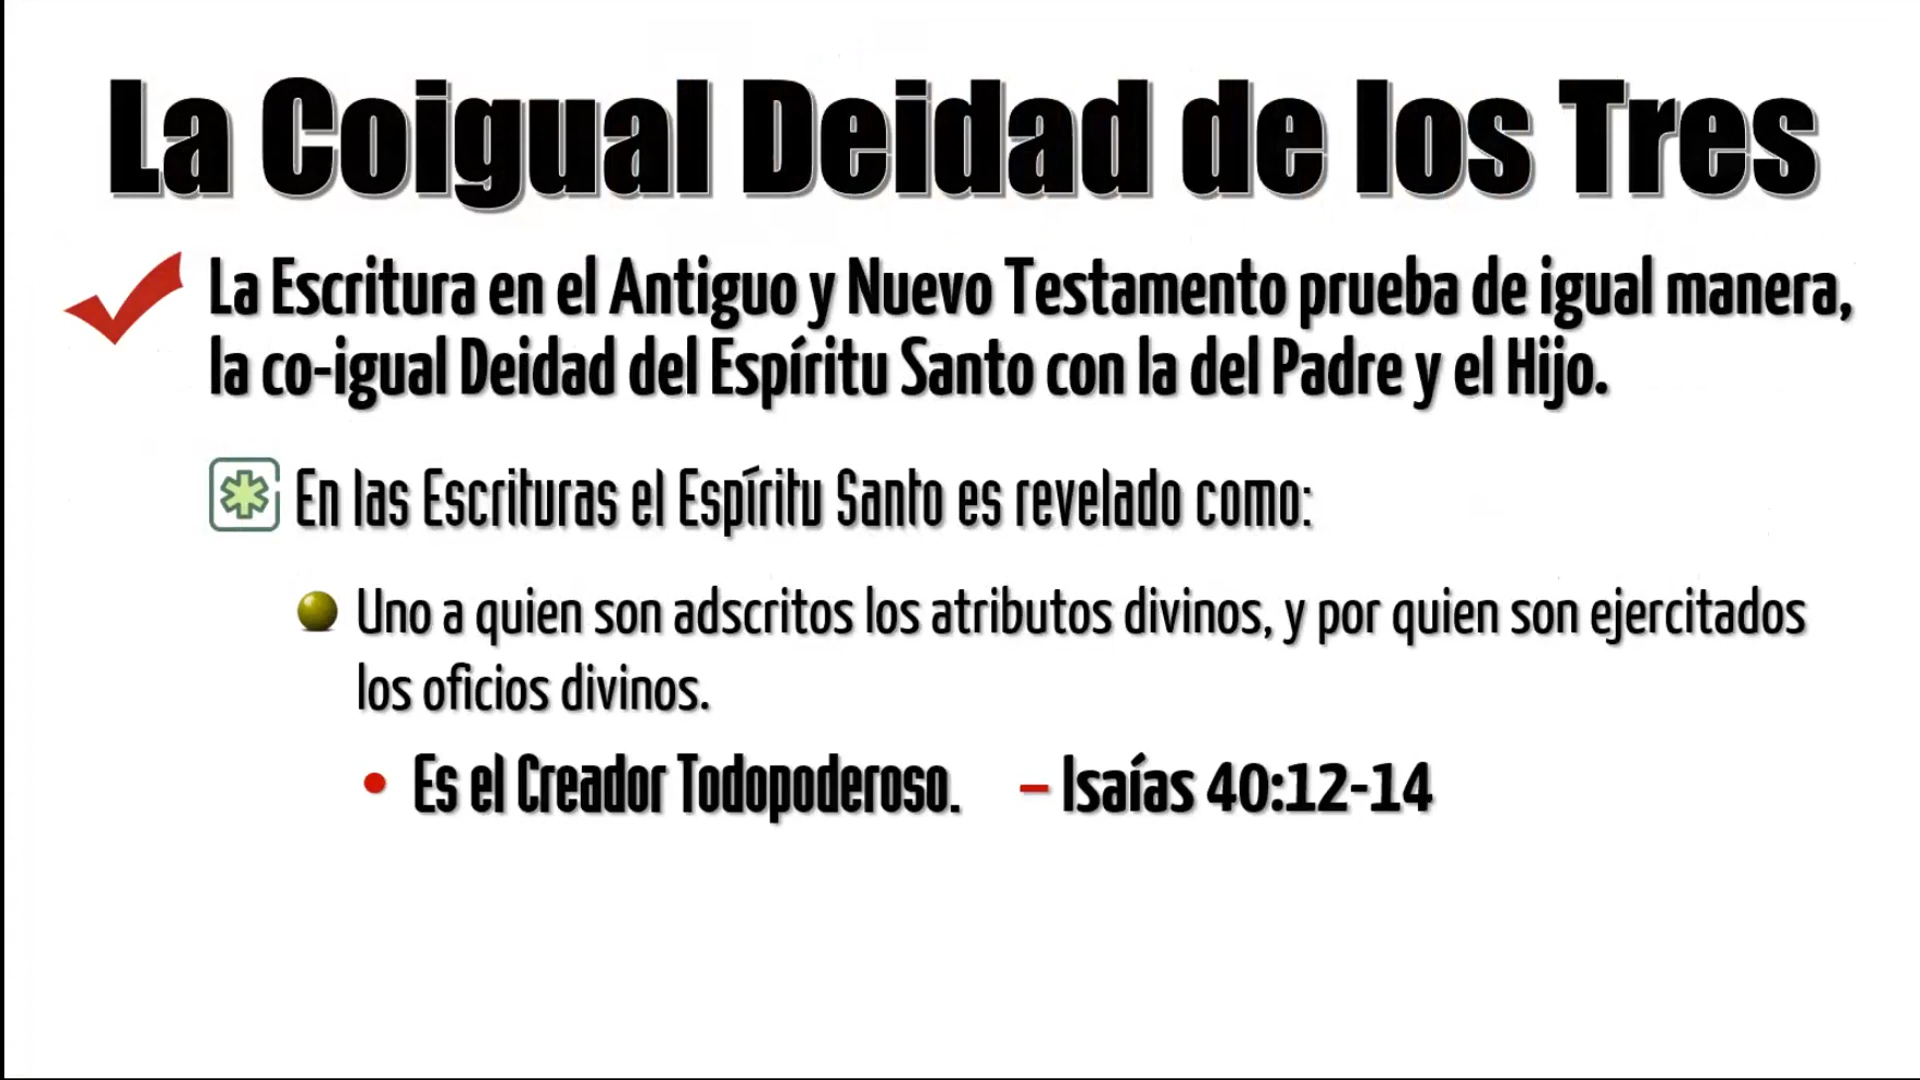 La Coigual Deidad de los Tres
La Escritura en el Antiguo y Nuevo Testamento prueba de igual manera,
la co-igual Deidad del Espíritu Santo con la del Padre y el Hijo.
En las Escrituras el Espíritu Santo es revelado como:
Uno a quien son adscritos los atributos divinos, y por quien son ejercitados
los oficios divinos.
• Es el Creador Todopoderoso. – Isaías 40:12-14